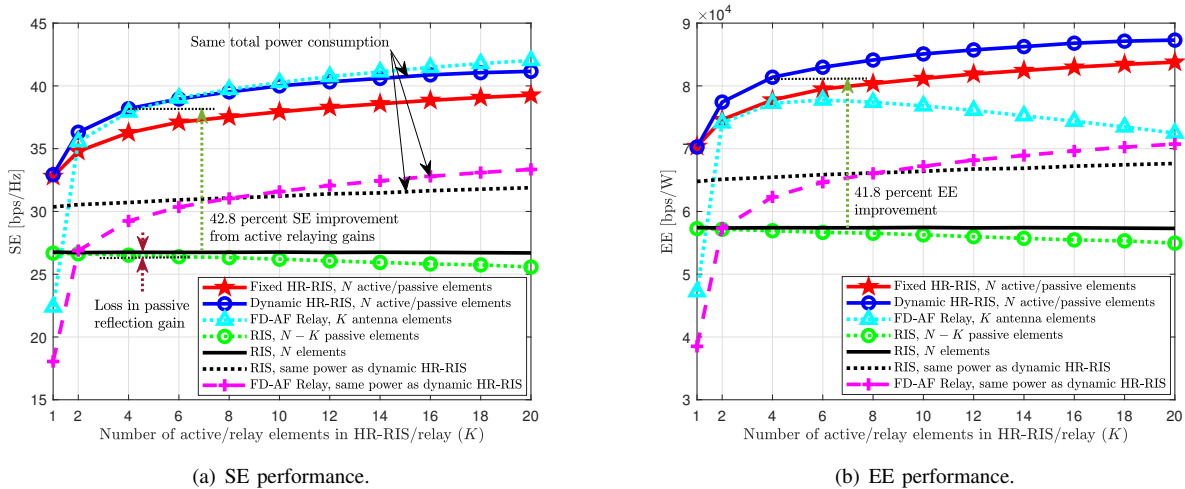 50
45
40
35
30
25
20
15
SE [bps/Hz]
Same total power consumption
42.8 percent SE improvement
from active relaying gains
Loss in passive
reflection gain
Fixed HR-RIS, N active/passive elements
Dynamic HR-RIS, N active/passive elements
FD-AF Relay, K antenna elements
RIS, N − K passive elements
RIS, N elements
RIS, same power as dynamic HR-RIS
FD-AF Relay, same power as dynamic HR-RIS
1 2 4 6 8 10 12 14 16 18 20
Number of active/relay elements in HR-RIS/relay (K)
(a) SE performance.
×10⁴
9
8
7
6
5
4
3
EE [bps/W]
41.8 percent EE
improvement
Fixed HR-RIS, N active/passive elements
Dynamic HR-RIS, N active/passive elements
FD-AF Relay, K antenna elements
RIS, N − K passive elements
RIS, N elements
RIS, same power as dynamic HR-RIS
FD-AF Relay, same power as dynamic HR-RIS
1 2 4 6 8 10 12 14 16 18 20
Number of active/relay elements in HR-RIS/relay (K)
(b) EE performance.